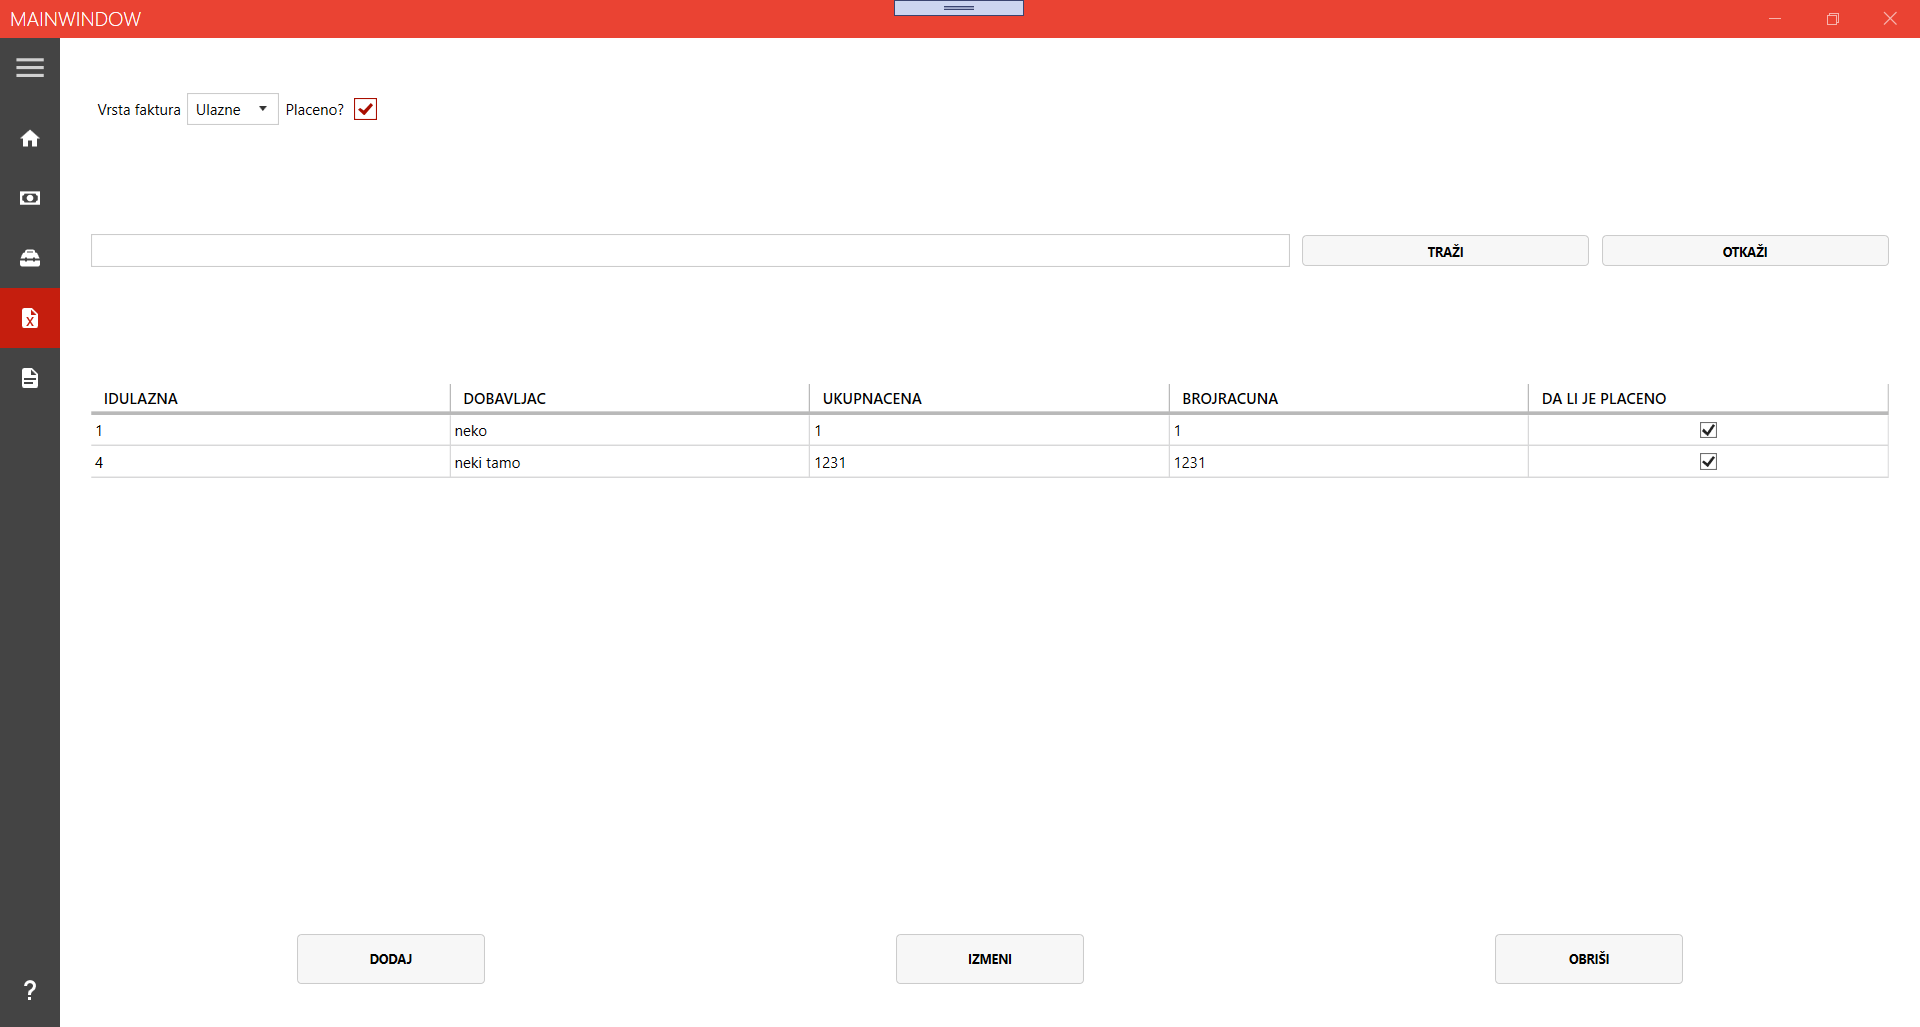 MAINWINDOW
Vrsta faktura Ulazne Placeno?
TRAŽI OTKAŽI
IDULAZNA DOBAVLJAC UKUPNACENA BROJRACUNA DA LI JE PLACENO
1 neko 1 1
4 neki tamo 1231 1231
DODAJ IZMENI OBRIŠI
?